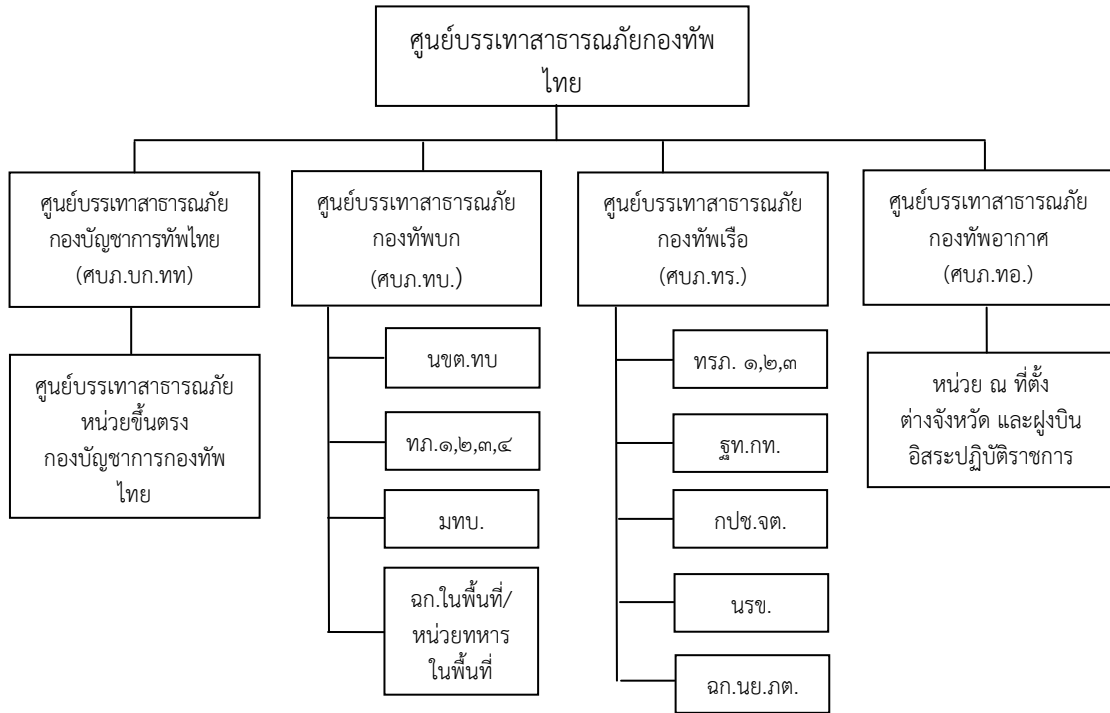 ศูนย์บรรเทาสาธารณภัยกองทัพ
ไทย
ศูนย์บรรเทาสาธารณภัย
กองบัญชาการทัพไทย
(ศบภ.บก.ทท)
ศูนย์บรรเทาสาธารณภัย
หน่วยขึ้นตรง
กองบัญชาการกองทัพ
ไทย
ศูนย์บรรเทาสาธารณภัย
กองทัพบก
(ศบภ.ทบ.)
นขต.ทบ
ทภ.๑,๒,๓,๔
มทบ.
ฉก.ในพื้นที่/
หน่วยทหาร
ในพื้นที่
ศูนย์บรรเทาสาธารณภัย
กองทัพเรือ
(ศบภ.ทร.)
ทรภ. ๑,๒,๓
ฐท.กท.
กปช.จต.
นรข.
ฉก.นย.ภต.
ศูนย์บรรเทาสาธารณภัย
กองทัพอากาศ
(ศบภ.ทอ.)
หน่วย ณ ที่ตั้ง
ต่างจังหวัด และฝูงบิน
อิสระปฏิบัติราชการ